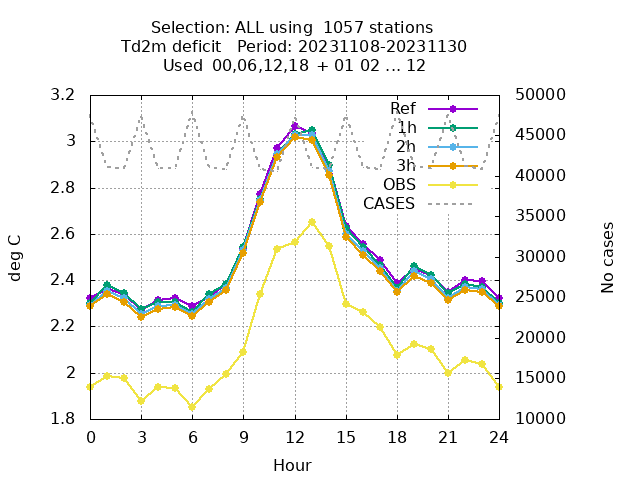 Selection: ALL using  1057 stations
Td2m deficit   Period: 20231108-20231130
Used  00,06,12,18 + 01 02 ... 12
deg C
No cases
3.2
3
2.8
2.6
2.4
2.2
2
1.8
50000
45000
40000
35000
30000
25000
20000
15000
10000
Ref
1h
2h
3h
OBS
CASES
0 3 6 9 12 15 18 21 24
Hour